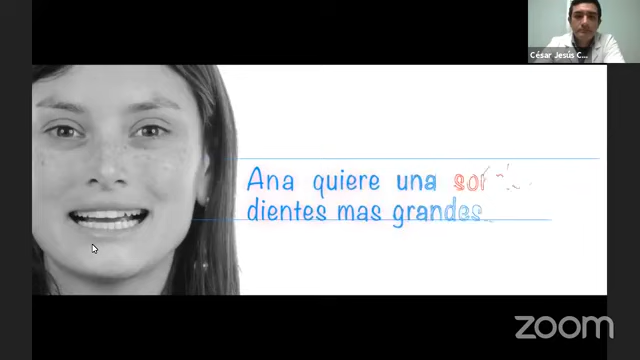 César Jesús C...
Ana quiere una
dientes mas grandes
zoom